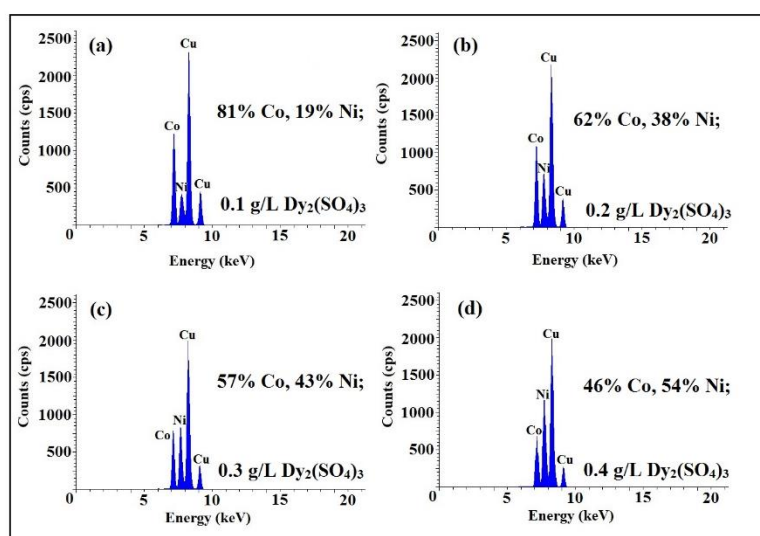 (a)
2500
2000
1500
1000
500
Counts (cps)
Co
Ni
Cu
Cu
81% Co, 19% Ni;
0.1 g/L Dy₂(SO₄)₃
0 5 10 15 20
Energy (keV)
(b)
2500
2000
1500
1000
500
Counts (cps)
Co
Ni
Cu
Cu
62% Co, 38% Ni;
0.2 g/L Dy₂(SO₄)₃
0 5 10 15 20
Energy (keV)
(c)
2500
2000
1500
1000
500
Counts (cps)
Co
Ni
Cu
Cu
57% Co, 43% Ni;
0.3 g/L Dy₂(SO₄)₃
0 5 10 15 20
Energy (keV)
(d)
2500
2000
1500
1000
500
Counts (cps)
Co
Ni
Cu
Cu
46% Co, 54% Ni;
0.4 g/L Dy₂(SO₄)₃
0 5 10 15 20
Energy (keV)